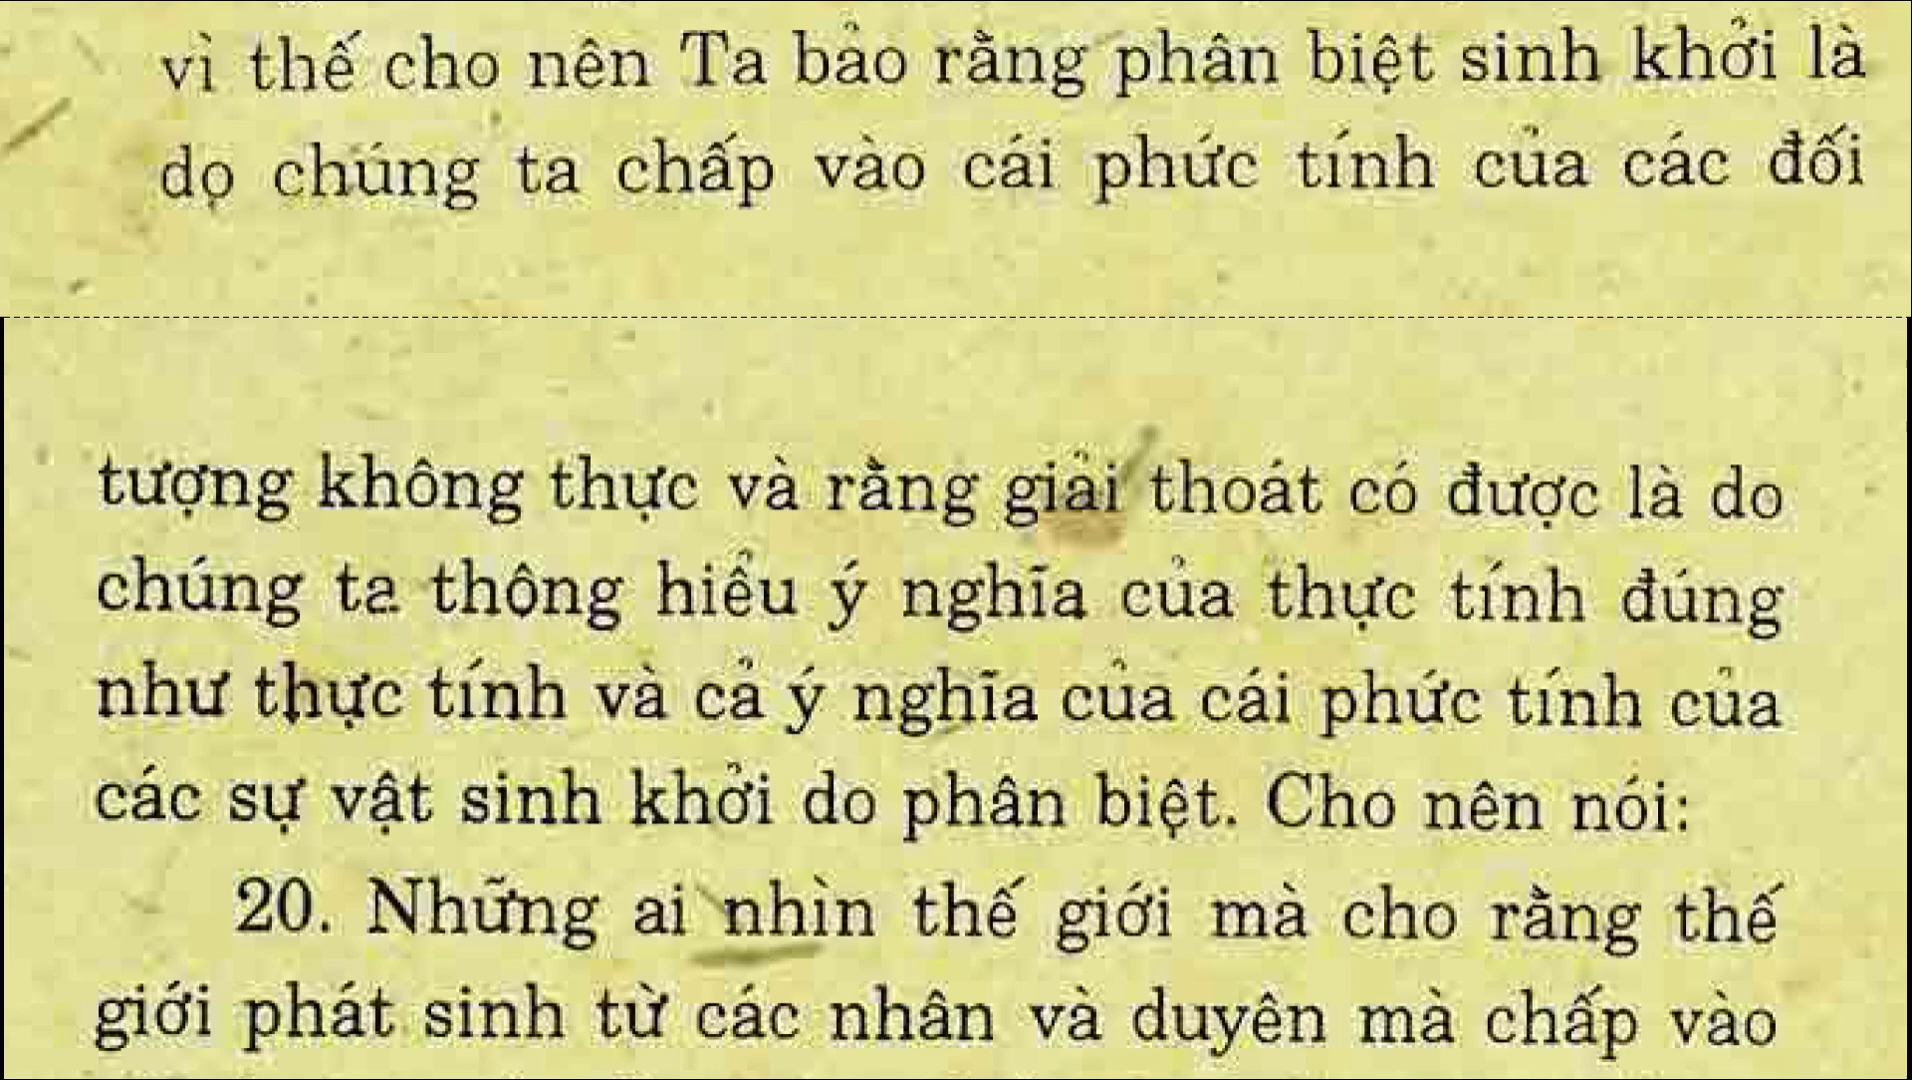 vì thế cho nên Ta bảo rằng phân biệt sinh khởi là
do chúng ta chấp vào cái phức tính của các đối
tượng không thực và rằng giải thoát có được là do
chúng ta thông hiểu ý nghĩa của thực tính đúng
như thực tính và cả ý nghĩa của cái phức tính của
các sự vật sinh khởi do phân biệt. Cho nên nói:
20. Những ai nhìn thế giới mà cho rằng thế
giới phát sinh từ các nhân và duyên mà chấp vào